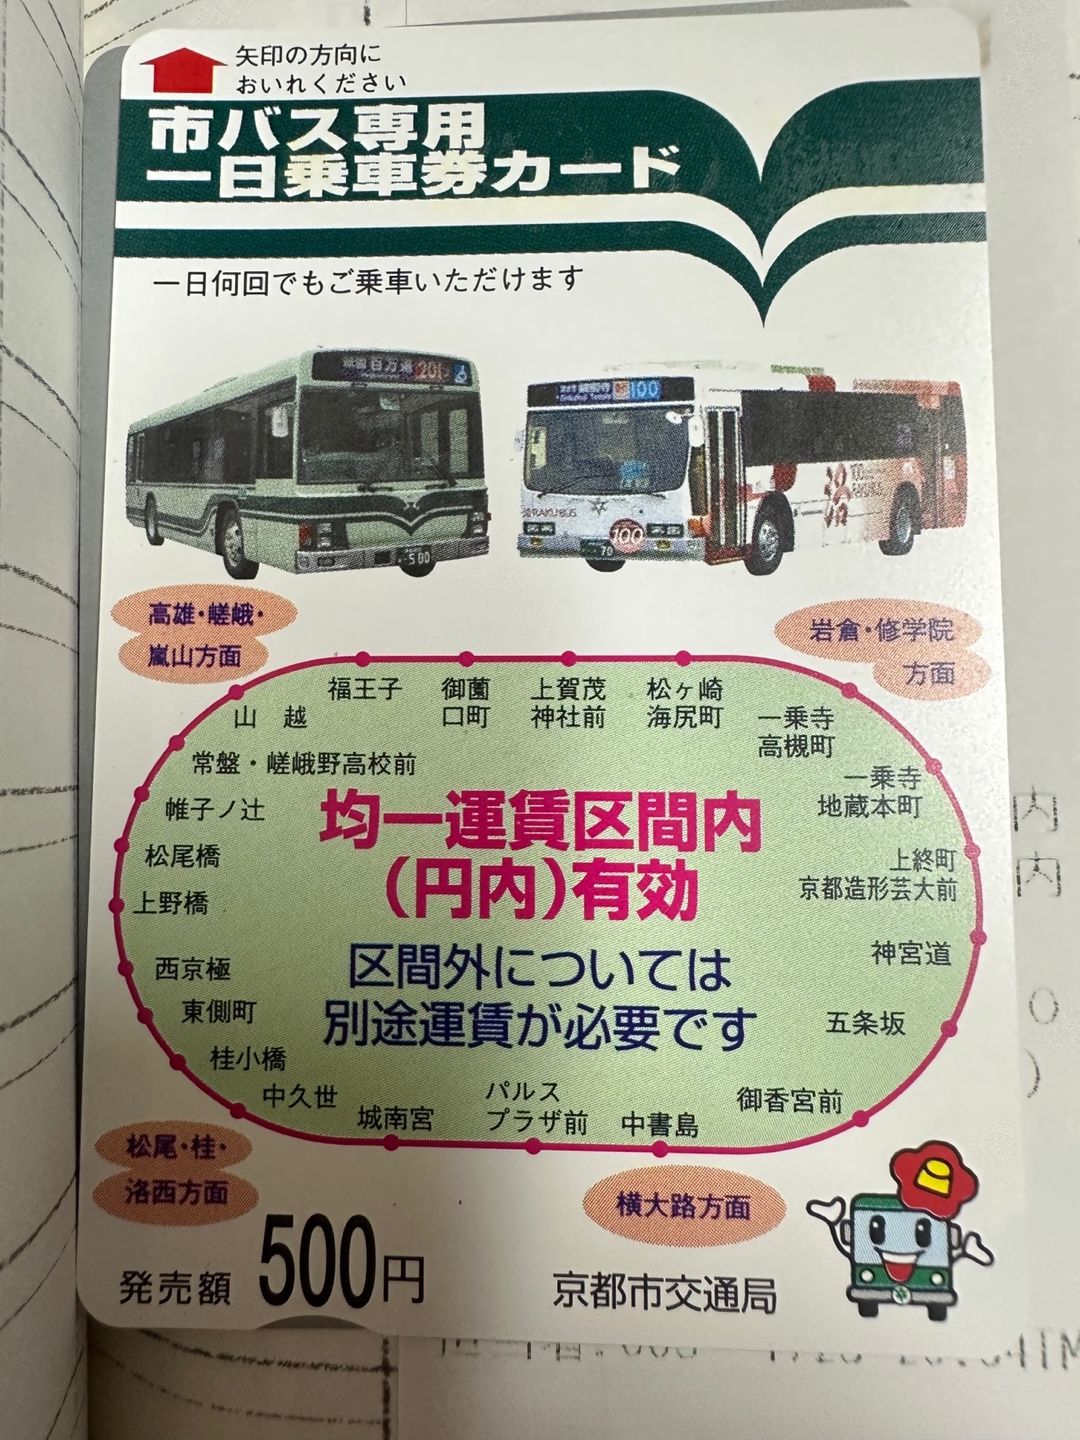 矢印の方向に
おいれください
市バス専用
一日乗車券カード
一日何回でもご乗車いただけます
201
100
RAKU BUS
100
70
500
高雄・嵯峨・
嵐山方面
岩倉・修学院
方面
福王子
御薗
口町
上賀茂
神社前
松ヶ崎
海尻町
山 越
一乗寺
高槻町
常盤・嵯峨野高校前
一乗寺
地蔵本町
帷子ノ辻
松尾橋
上野橋
上終町
京都造形芸大前
均一運賃区間内
(円内)有効
神宮道
西京極
区間外については
別途運賃が必要です
東側町
五条坂
桂小橋
中久世
城南宮
パルス
プラザ前
中書島
御香宮前
松尾・桂・
洛西方面
横大路方面
発売額 500円
京都市交通局
内
内